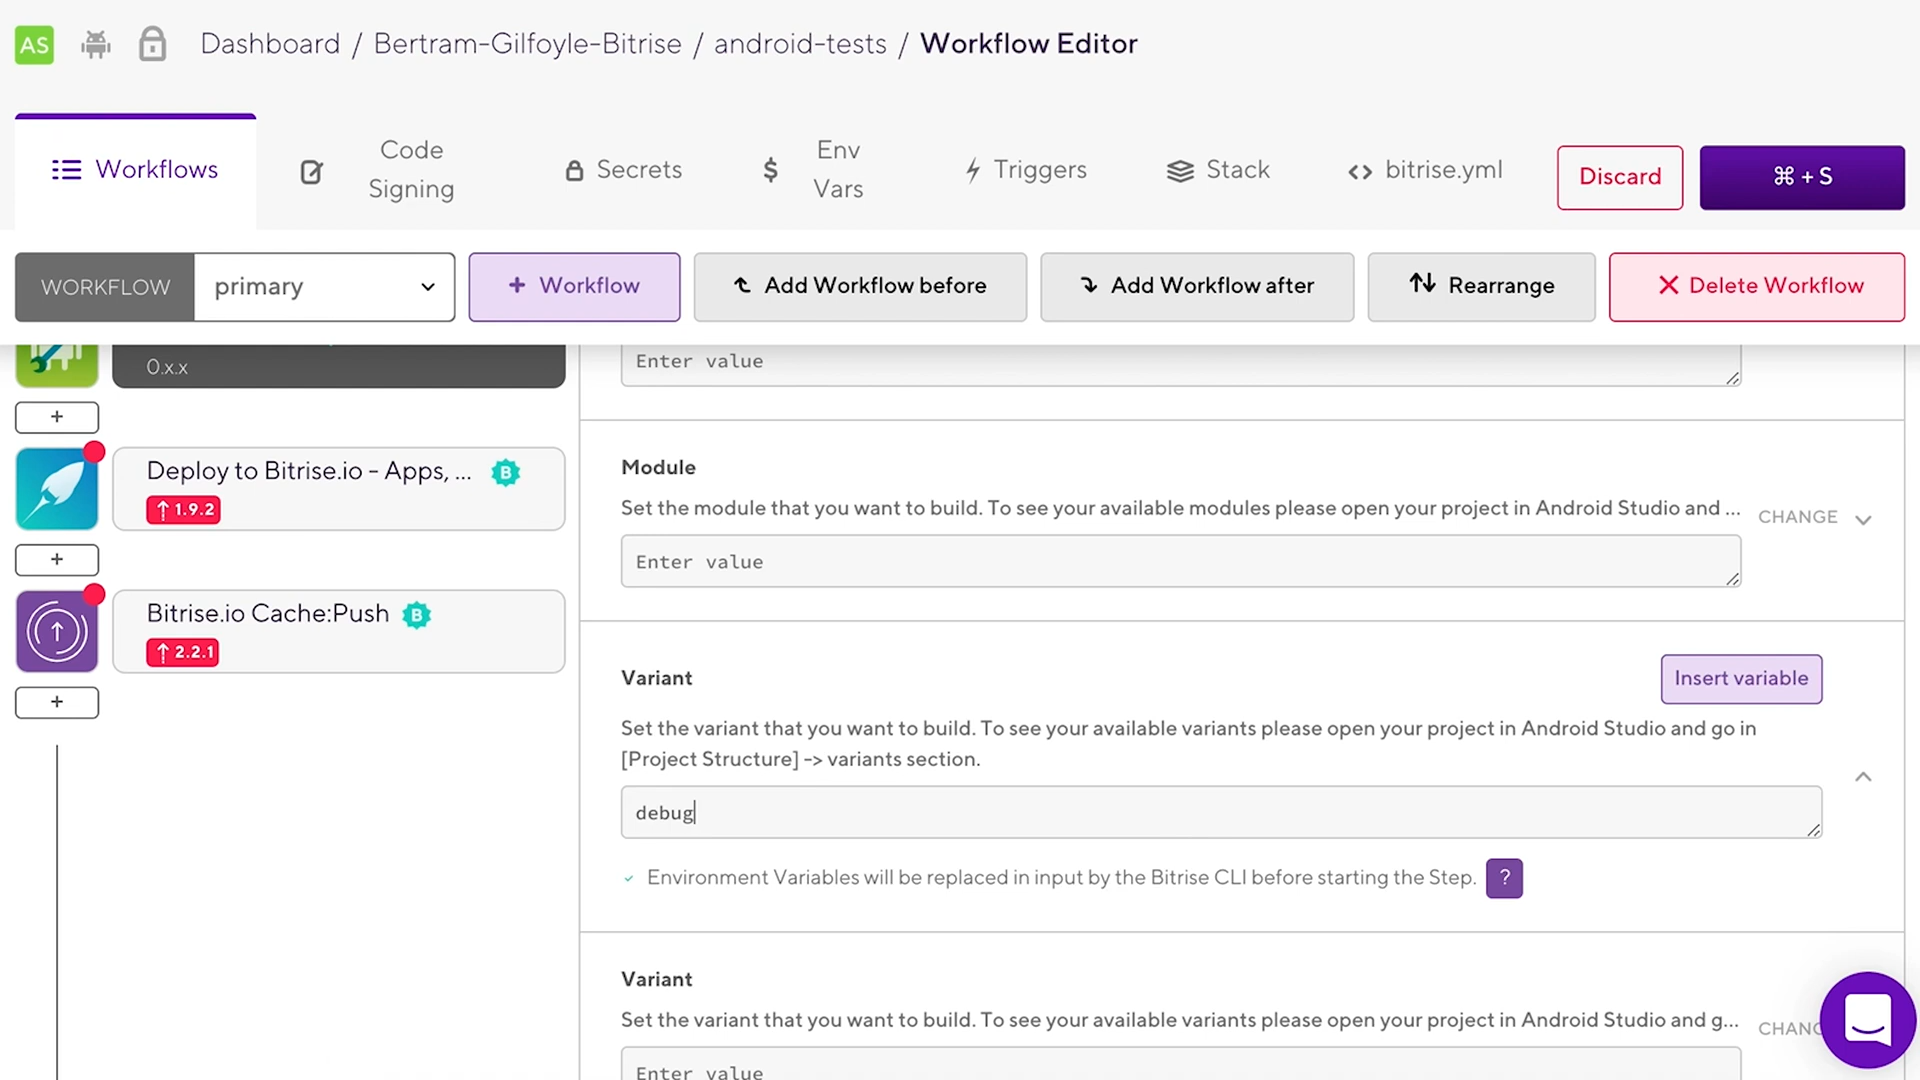 AS Dashboard / Bertram-Gilfoyle-Bitrise / android-tests / Workflow Editor
Workflows
Code
Signing
Secrets
Env
Vars
Triggers
Stack
bitrise.yml
Discard
⌘ + S
WORKFLOW primary
+ Workflow
Add Workflow before
Add Workflow after
Rearrange
Delete Workflow
0.x.x
+
Deploy to Bitrise.io - Apps, ... B
↑ 1.9.2
+
Bitrise.io Cache:Push B
↑ 2.2.1
+
Enter value
Module
Set the module that you want to build. To see your available modules please open your project in Android Studio and ...
CHANGE
Enter value
Variant
Insert variable
Set the variant that you want to build. To see your available variants please open your project in Android Studio and go in
[Project Structure] -> variants section.
debug
Environment Variables will be replaced in input by the Bitrise CLI before starting the Step. ?
Variant
Set the variant that you want to build. To see your available variants please open your project in Android Studio and g...
CHANG
Enter value